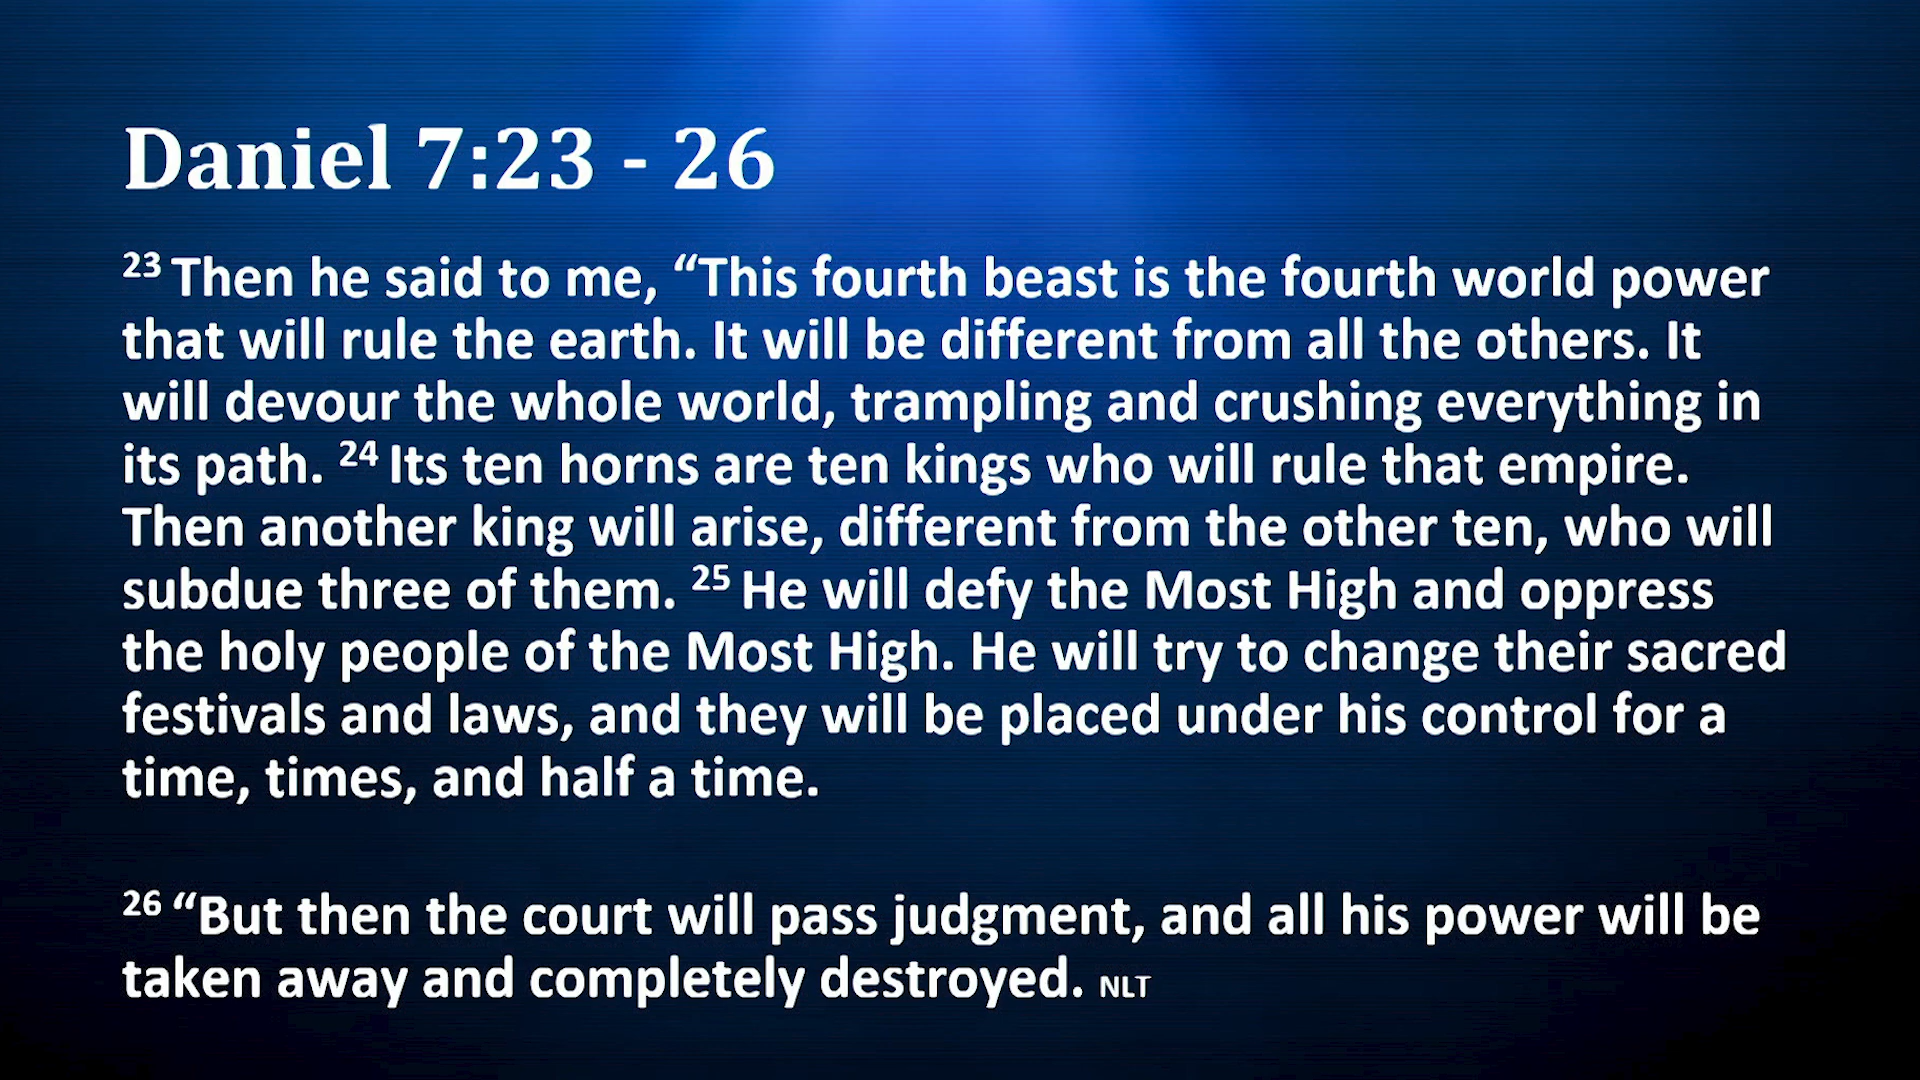 Daniel 7:23 - 26
23 Then he said to me, “This fourth beast is the fourth world power
that will rule the earth. It will be different from all the others. It
will devour the whole world, trampling and crushing everything in
its path. 24 Its ten horns are ten kings who will rule that empire.
Then another king will arise, different from the other ten, who will
subdue three of them. 25 He will defy the Most High and oppress
the holy people of the Most High. He will try to change their sacred
festivals and laws, and they will be placed under his control for a
time, times, and half a time.
26 “But then the court will pass judgment, and all his power will be
taken away and completely destroyed. NLT